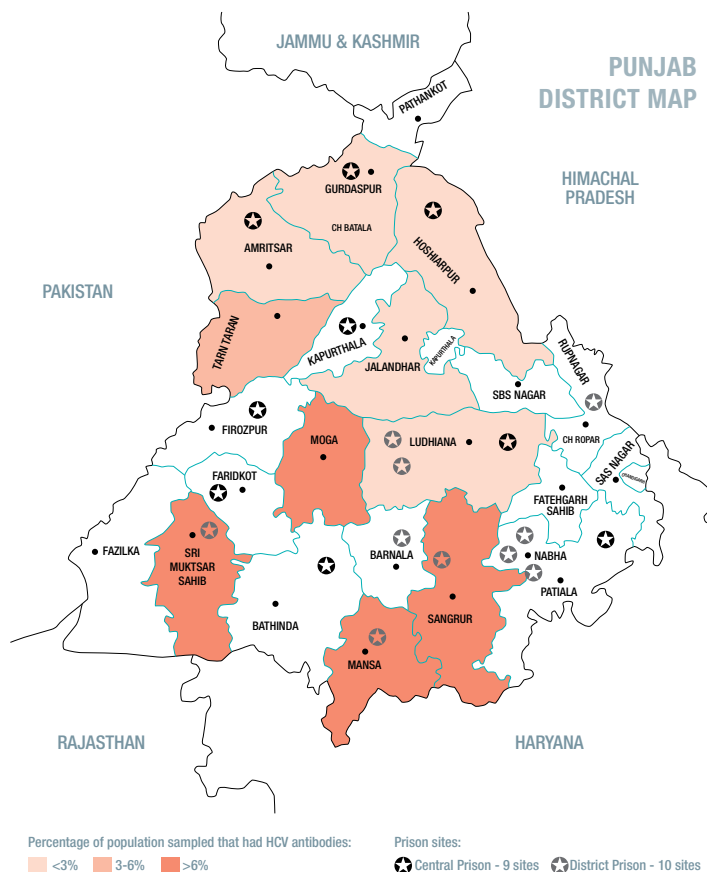 JAMMU & KASHMIR
PUNJAB
DISTRICT MAP
PATHANKOT
HIMACHAL
PRADESH
GURDASPUR
CH BATALA
AMRITSAR
HOSHIARPUR
PAKISTAN
TARN TARAN
KAPURTHALA
KAPURTHALA
JALANDHAR
RUPNAGAR
SBS NAGAR
FIROZPUR
MOGA
LUDHIANA
CH ROPAR
SAS NAGAR
CHANDIGARH
FARIDKOT
FATEHGARH
SAHIB
FAZILKA
SRI
MUKTSAR
SAHIB
BARNALA
NABHA
PATIALA
BATHINDA
SANGRUR
MANSA
RAJASTHAN
HARYANA
Percentage of population sampled that had HCV antibodies:
<3% 3-6% >6%
Prison sites:
Central Prison - 9 sites District Prison - 10 sites